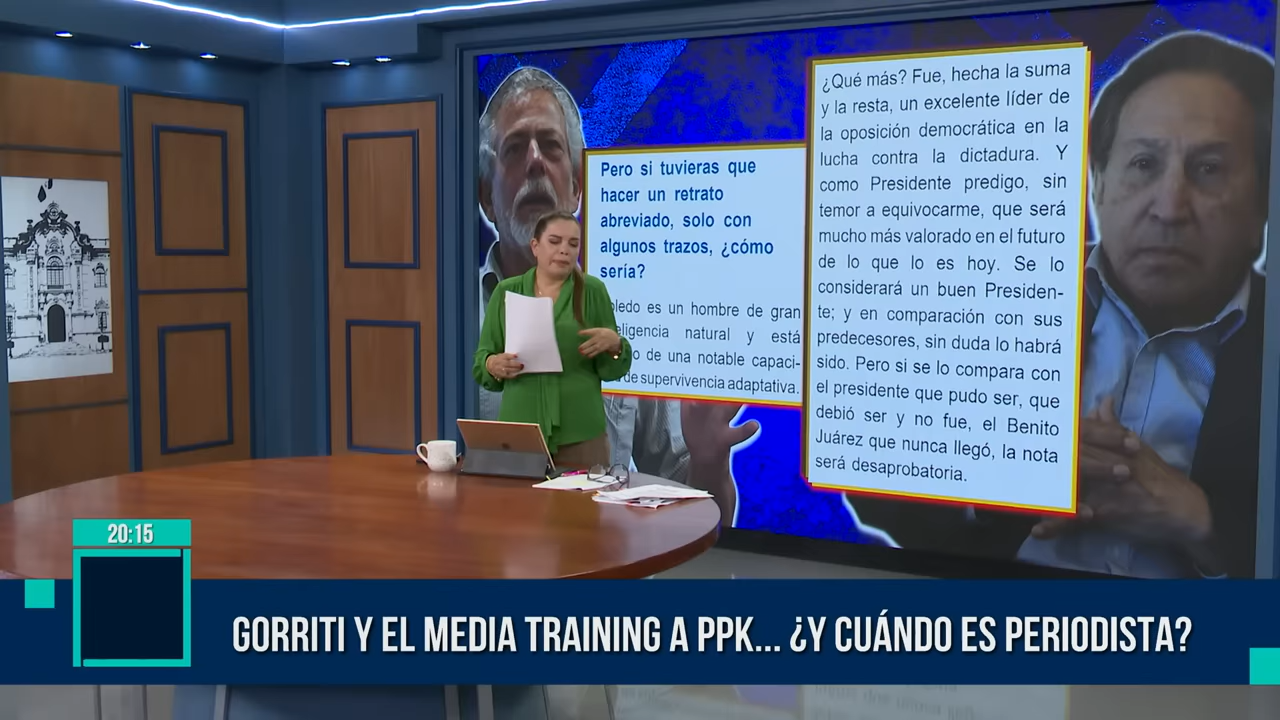 Pero si tuvieras que
hacer un retrato
abreviado, solo con
algunos trazos, ¿cómo
sería?
es un hombre de gran
natural y está
de una notable capaci-
de supervivencia adaptativa.
¿Qué más? Fue, hecha la suma
y la resta, un excelente líder de
la oposición democrática en la
lucha contra la dictadura. Y
como Presidente predigo, sin
temor a equivocarme, que será
mucho más valorado en el futuro
de lo que lo es hoy. Se lo
considerará un buen Presiden-
te; y en comparación con sus
predecesores, sin duda lo habrá
sido. Pero si se lo compara con
el presidente que pudo ser, que
debió ser y no fue, el Benito
Juárez que nunca llegó, la nota
será desaprobatoria.
20:15
GORRITI Y EL MEDIA TRAINING A PPK... ¿Y CUÁNDO ES PERIODISTA?